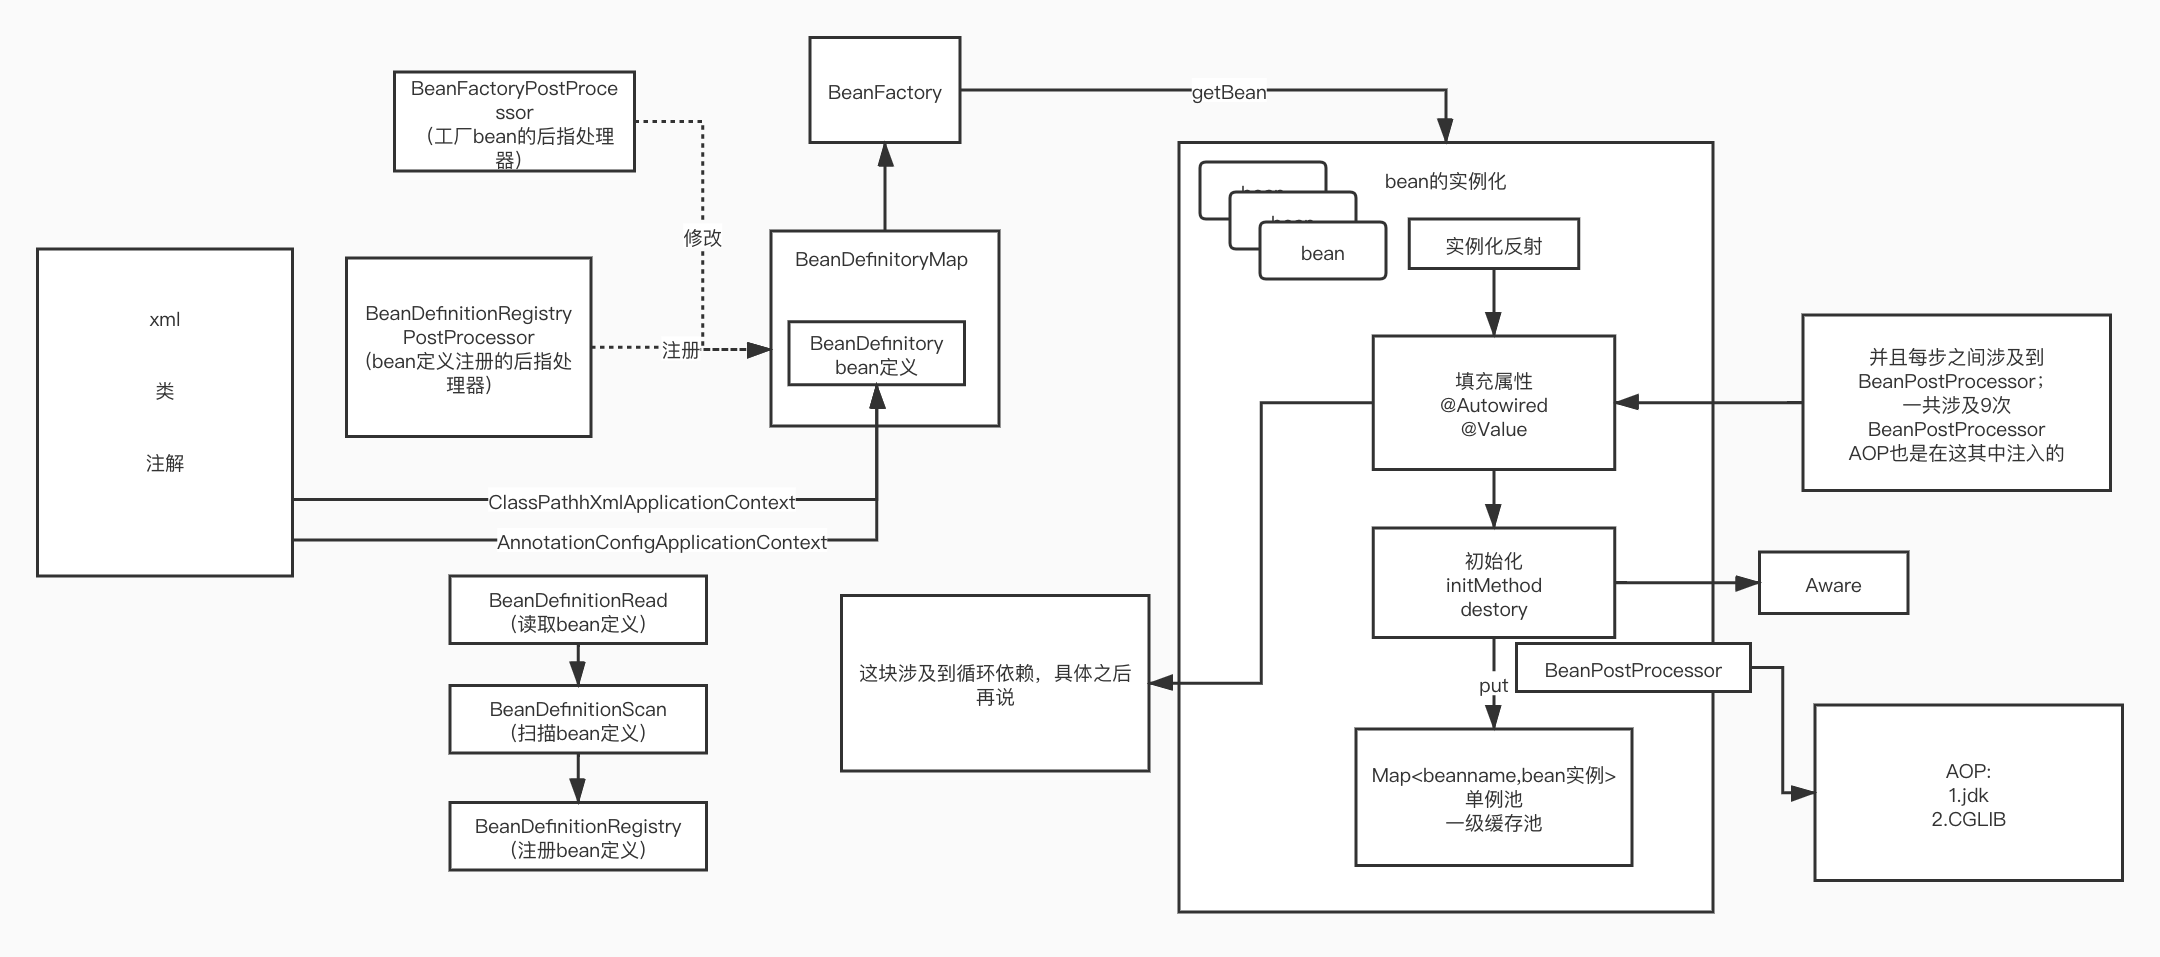 BeanFactoryPostProce
ssor
（工厂bean的后指处理
器）
BeanFactory
getBean
修改
xml
类
注解
BeanDefinitionRegistry
PostProcessor
(bean定义注册的后指处
理器)
注册
BeanDefinitoryMap
BeanDefinitory
bean定义
ClassPathhXmlApplicationContext
AnnotationConfigApplicationContext
BeanDefinitionRead
（读取bean定义）
BeanDefinitionScan
（扫描bean定义）
BeanDefinitionRegistry
（注册bean定义）
bean的实例化
bean
bean
bean
实例化反射
填充属性
@Autowired
@Value
并且每步之间涉及到
BeanPostProcessor；
一共涉及9次
BeanPostProcessor
AOP也是在这其中注入的
初始化
initMethod
destory
Aware
这块涉及到循环依赖，具体之后
再说
put
BeanPostProcessor
Map<beanname,bean实例>
单例池
一级缓存池
AOP:
1.jdk
2.CGLIB